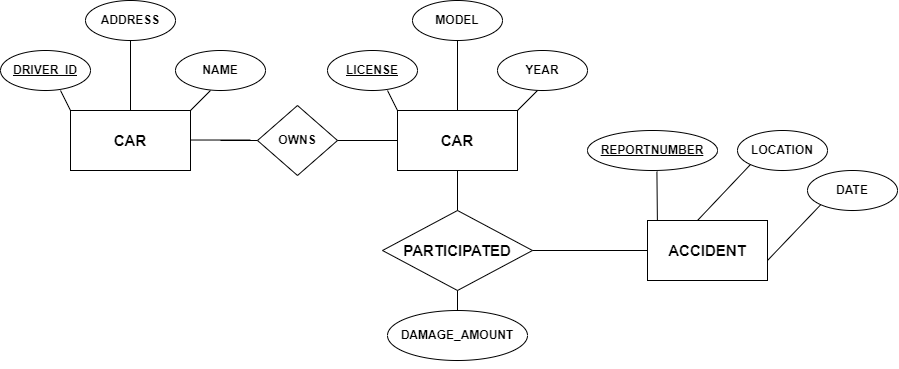 ADDRESS
MODEL
DRIVER_ID
NAME
LICENSE
YEAR
CAR
OWNS
CAR
REPORTNUMBER
LOCATION
DATE
PARTICIPATED
ACCIDENT
DAMAGE_AMOUNT